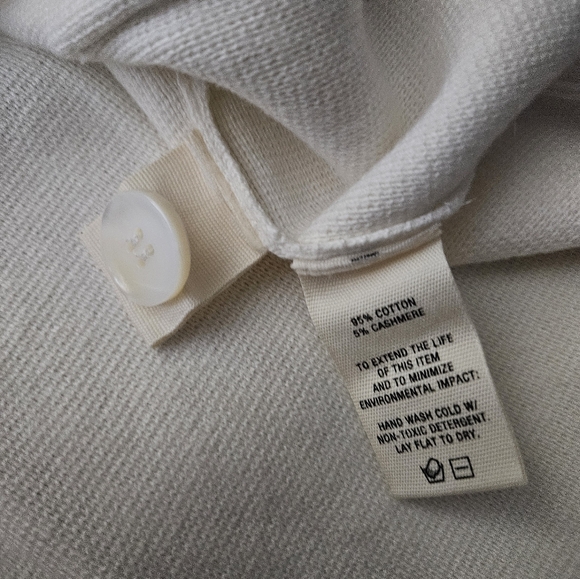 95% COTTON
5% CASHMERE
TO EXTEND THE LIFE
OF THIS ITEM
AND TO MINIMIZE
ENVIRONMENTAL IMPACT:
HAND WASH COLD W/
NON-TOXIC DETERGENT.
LAY FLAT TO DRY.